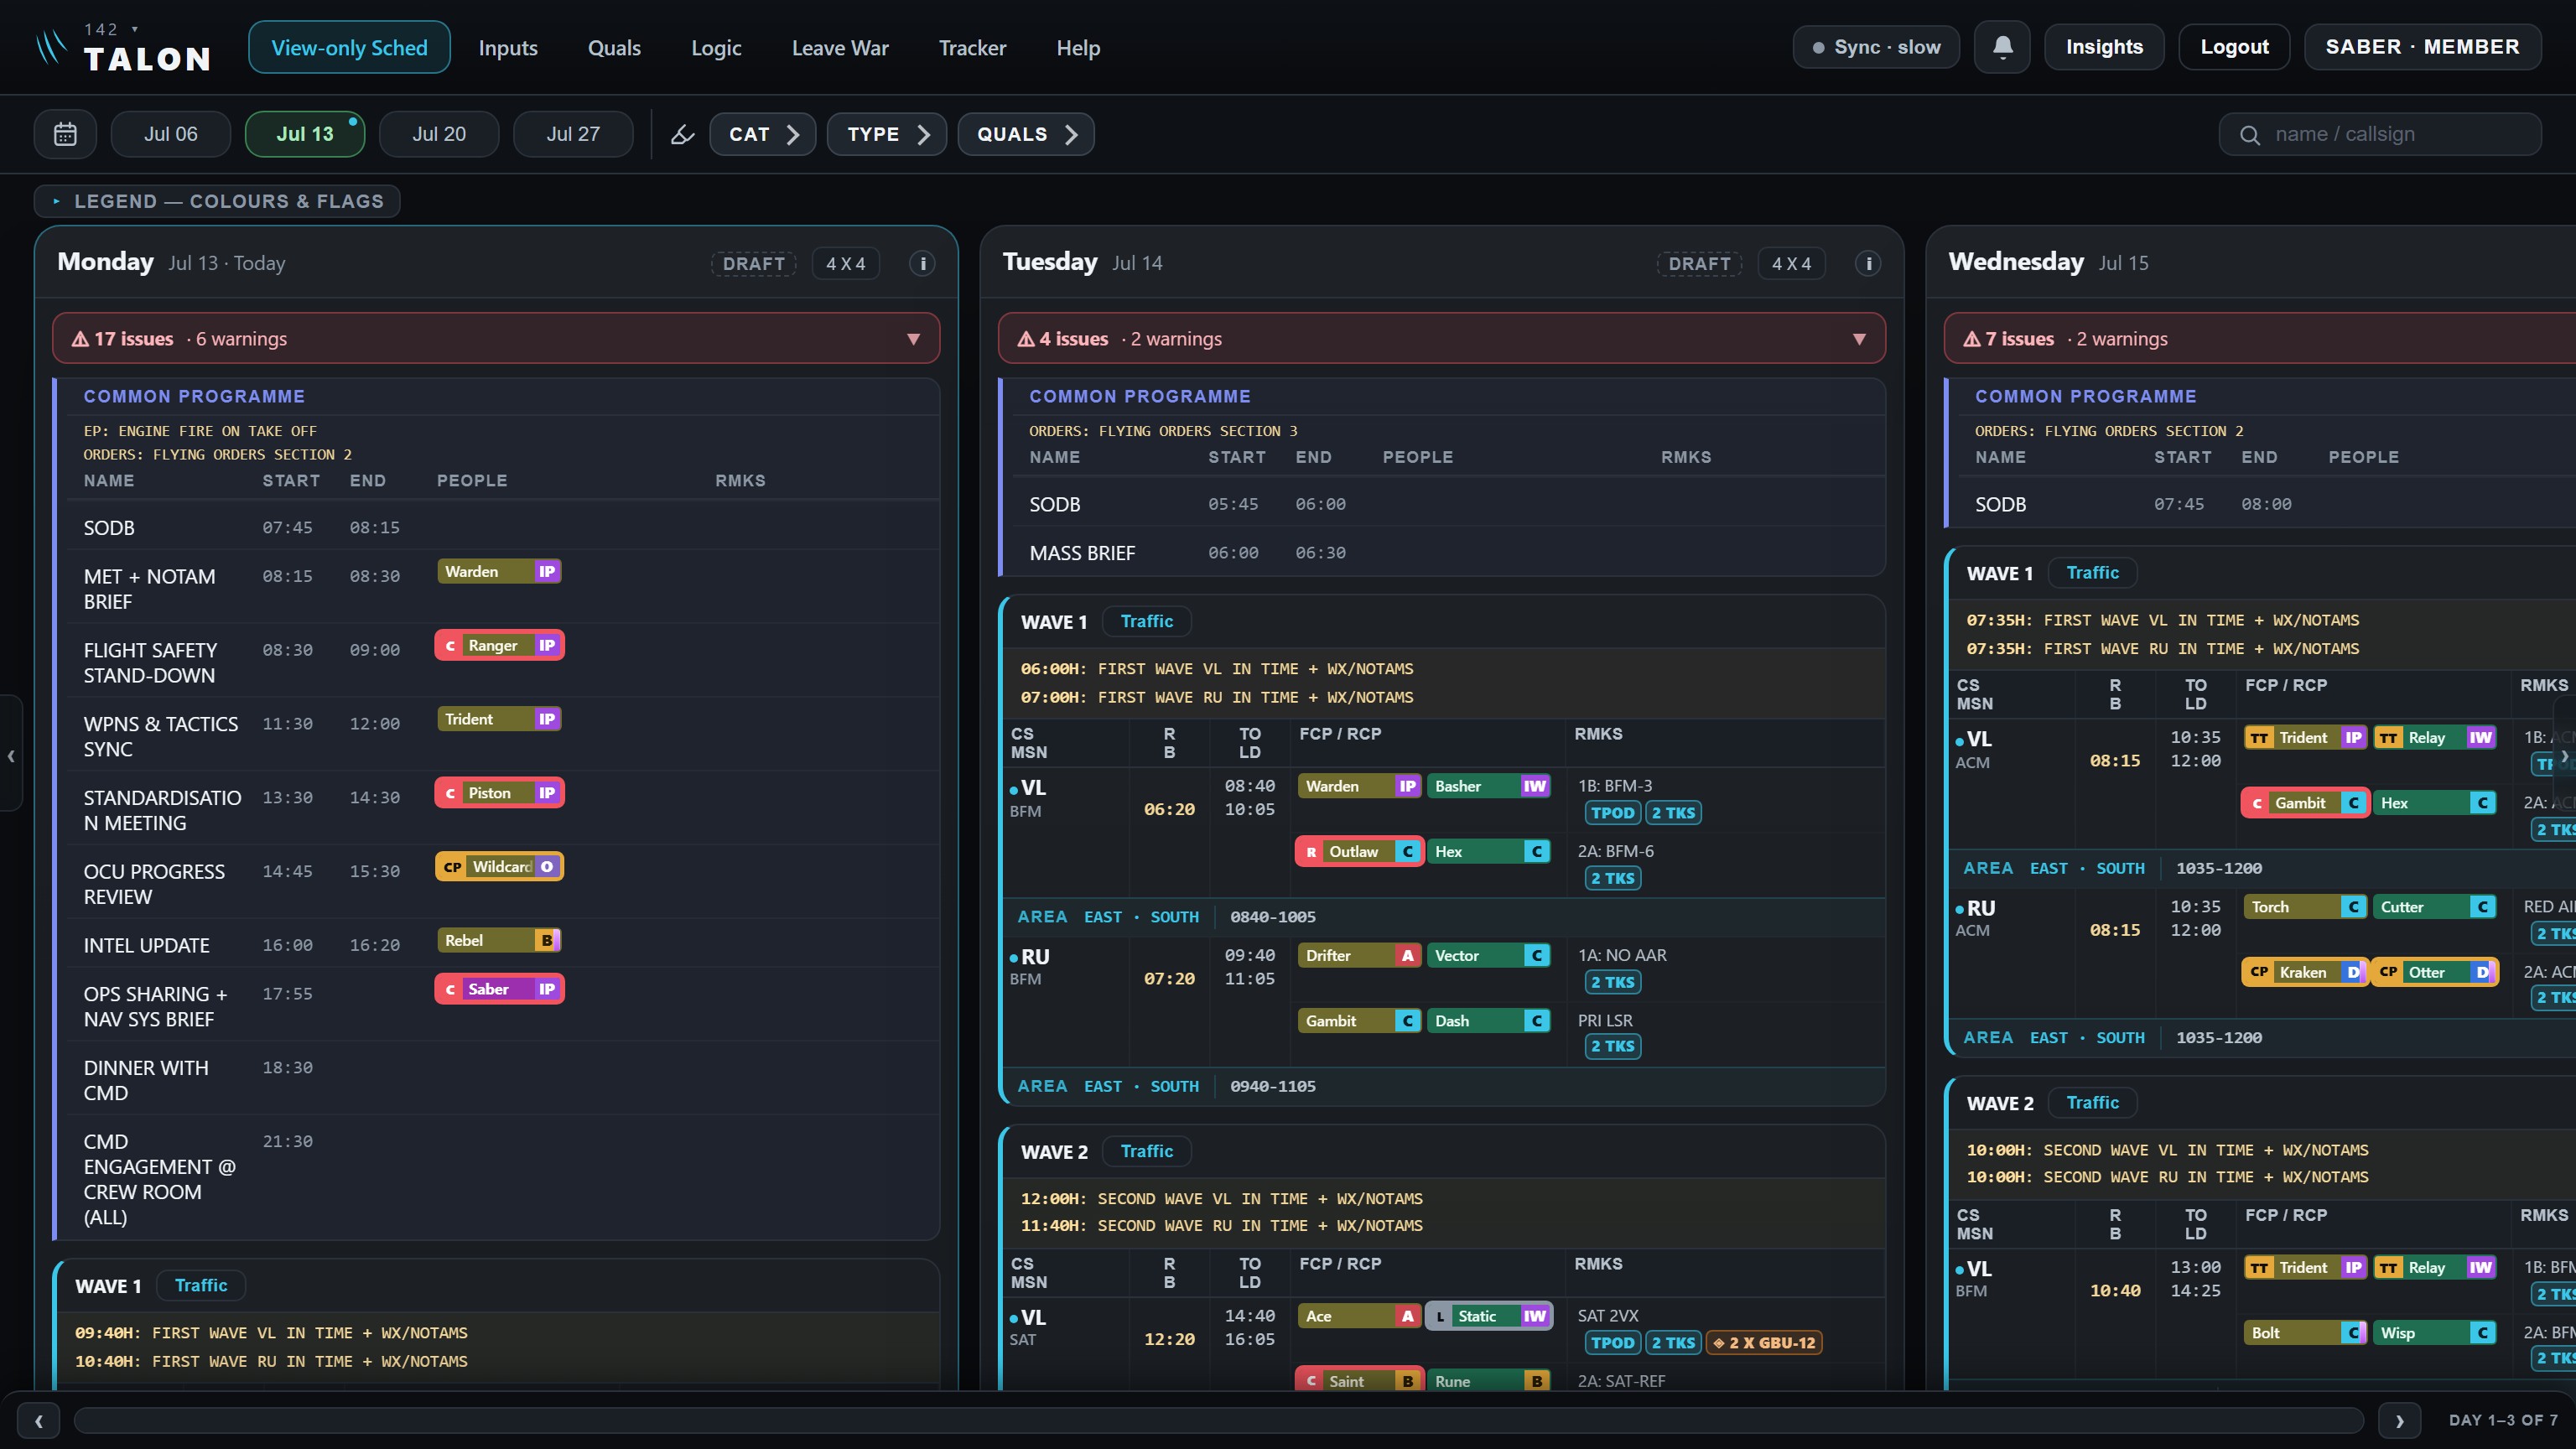 142 ▾
TALON
View-only Sched
Inputs
Quals
Logic
Leave War
Tracker
Help
Sync · slow
Insights
Logout
SABER · MEMBER
Jul 06
Jul 13
Jul 20
Jul 27
CAT
TYPE
QUALS
name / callsign
LEGEND — COLOURS & FLAGS
Monday Jul 13 · Today
DRAFT 4 X 4 i
17 issues · 6 warnings
COMMON PROGRAMME
EP: ENGINE FIRE ON TAKE OFF
ORDERS: FLYING ORDERS SECTION 2
NAME START END PEOPLE RMKS
SODB 07:45 08:15
MET + NOTAM BRIEF 08:15 08:30 Warden IP
FLIGHT SAFETY STAND-DOWN 08:30 09:00 C Ranger IP
WPNS & TACTICS SYNC 11:30 12:00 Trident IP
STANDARDISATIO
N MEETING 13:30 14:30 C Piston IP
OCU PROGRESS REVIEW 14:45 15:30 CP Wildcard O
INTEL UPDATE 16:00 16:20 Rebel B
OPS SHARING + NAV SYS BRIEF 17:55 C Saber IP
DINNER WITH CMD 18:30
CMD ENGAGEMENT @ CREW ROOM (ALL) 21:30
WAVE 1 Traffic
09:40H: FIRST WAVE VL IN TIME + WX/NOTAMS
10:40H: FIRST WAVE RU IN TIME + WX/NOTAMS
Tuesday Jul 14
DRAFT 4 X 4 i
4 issues · 2 warnings
COMMON PROGRAMME
ORDERS: FLYING ORDERS SECTION 3
NAME START END PEOPLE RMKS
SODB 05:45 06:00
MASS BRIEF 06:00 06:30
WAVE 1 Traffic
06:00H: FIRST WAVE VL IN TIME + WX/NOTAMS
07:00H: FIRST WAVE RU IN TIME + WX/NOTAMS
CS R TO FCP / RCP RMKS
MSN B LD
VL 08:40 Warden IP Basher IW 1B: BFM-3
BFM 06:20 10:05 TPOD 2 TKS
R Outlaw C Hex C 2A: BFM-6
2 TKS
AREA EAST · SOUTH 0840-1005
RU 09:40 Drifter A Vector C 1A: NO AAR
BFM 07:20 11:05 2 TKS
Gambit C Dash C PRI LSR
2 TKS
AREA EAST · SOUTH 0940-1105
WAVE 2 Traffic
12:00H: SECOND WAVE VL IN TIME + WX/NOTAMS
11:40H: SECOND WAVE RU IN TIME + WX/NOTAMS
CS R TO FCP / RCP RMKS
MSN B LD
VL 14:40 Ace A L Static IW SAT 2VX
SAT 12:20 16:05 TPOD 2 TKS ◈ 2 X GBU-12
C Saint B Rune B 2A: SAT-REF
Wednesday Jul 15
7 issues · 2 warnings
COMMON PROGRAMME
ORDERS: FLYING ORDERS SECTION 2
NAME START END PEOPLE
SODB 07:45 08:00
WAVE 1 Traffic
07:35H: FIRST WAVE VL IN TIME + WX/NOTAMS
07:35H: FIRST WAVE RU IN TIME + WX/NOTAMS
CS R TO FCP / RCP RMKS
MSN B LD
VL 10:35 TT Trident IP TT Relay IW 1B:
ACM 08:15 12:00
C Gambit C Hex C 2A:
2 TKS
AREA EAST · SOUTH 1035-1200
RU 10:35 Torch C Cutter C RED
ACM 08:15 12:00 2 TKS
CP Kraken D CP Otter D 2A:
2 TKS
AREA EAST · SOUTH 1035-1200
WAVE 2 Traffic
10:00H: SECOND WAVE VL IN TIME + WX/NOTAMS
10:00H: SECOND WAVE RU IN TIME + WX/NOTAMS
CS R TO FCP / RCP RMKS
MSN B LD
VL 13:00 TT Trident IP TT Relay IW 1B:
BFM 10:40 14:25 2 TKS
Bolt C Wisp C 2A:
2 TKS
DAY 1–3 OF 7